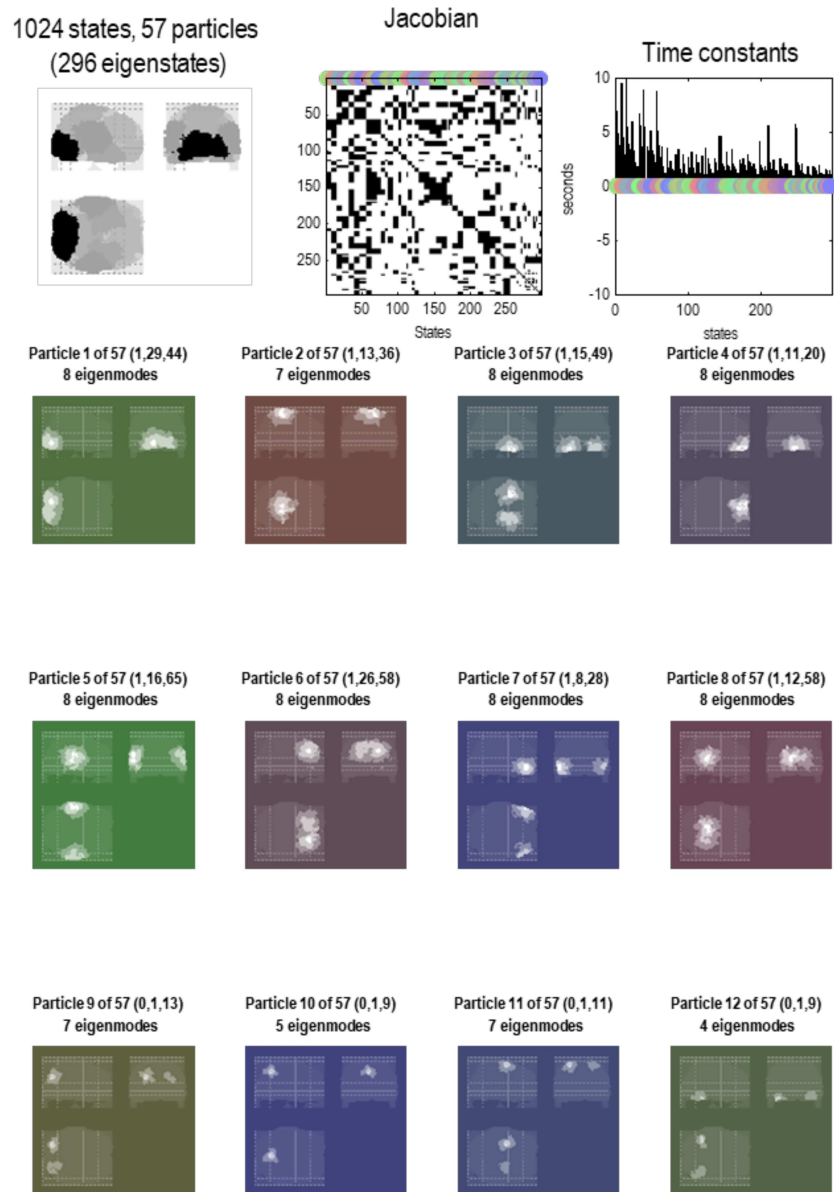 1024 states, 57 particles
(296 eigenstates)
Jacobian
50
100
150
200
250
50 100 150 200 250
States
Time constants
10
5
0
-5
-10
seconds
0 100 200
states
Particle 1 of 57 (1,29,44)
8 eigenmodes
Particle 2 of 57 (1,13,36)
7 eigenmodes
Particle 3 of 57 (1,15,49)
8 eigenmodes
Particle 4 of 57 (1,11,20)
8 eigenmodes
Particle 5 of 57 (1,16,65)
8 eigenmodes
Particle 6 of 57 (1,26,58)
8 eigenmodes
Particle 7 of 57 (1,8,28)
8 eigenmodes
Particle 8 of 57 (1,12,58)
8 eigenmodes
Particle 9 of 57 (0,1,13)
7 eigenmodes
Particle 10 of 57 (0,1,9)
5 eigenmodes
Particle 11 of 57 (0,1,11)
7 eigenmodes
Particle 12 of 57 (0,1,9)
4 eigenmodes